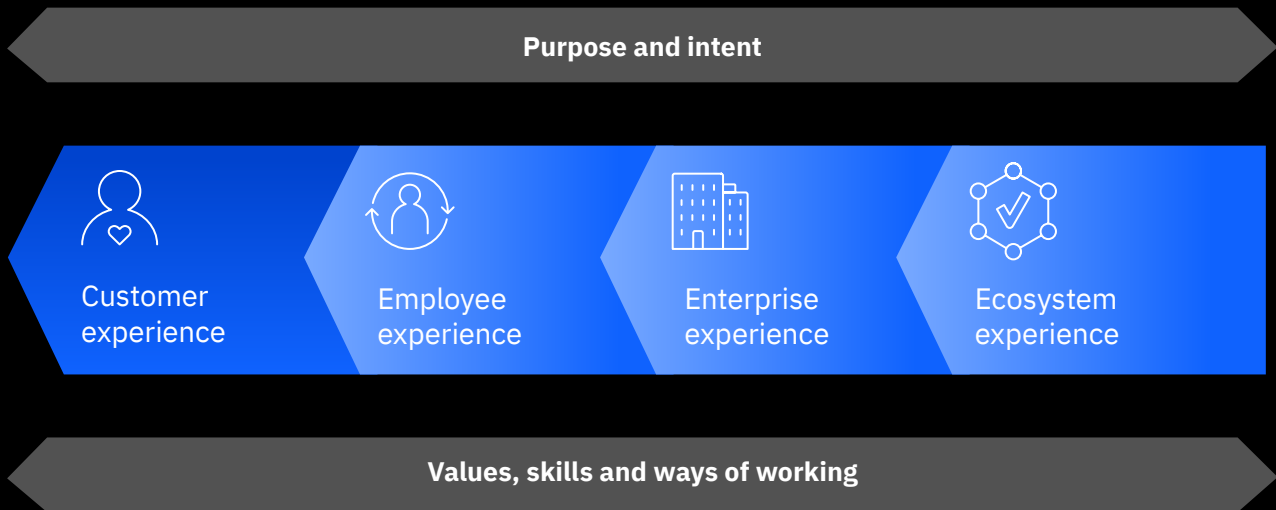 Purpose and intent
Customer
experience
Employee
experience
Enterprise
experience
Ecosystem
experience
Values, skills and ways of working